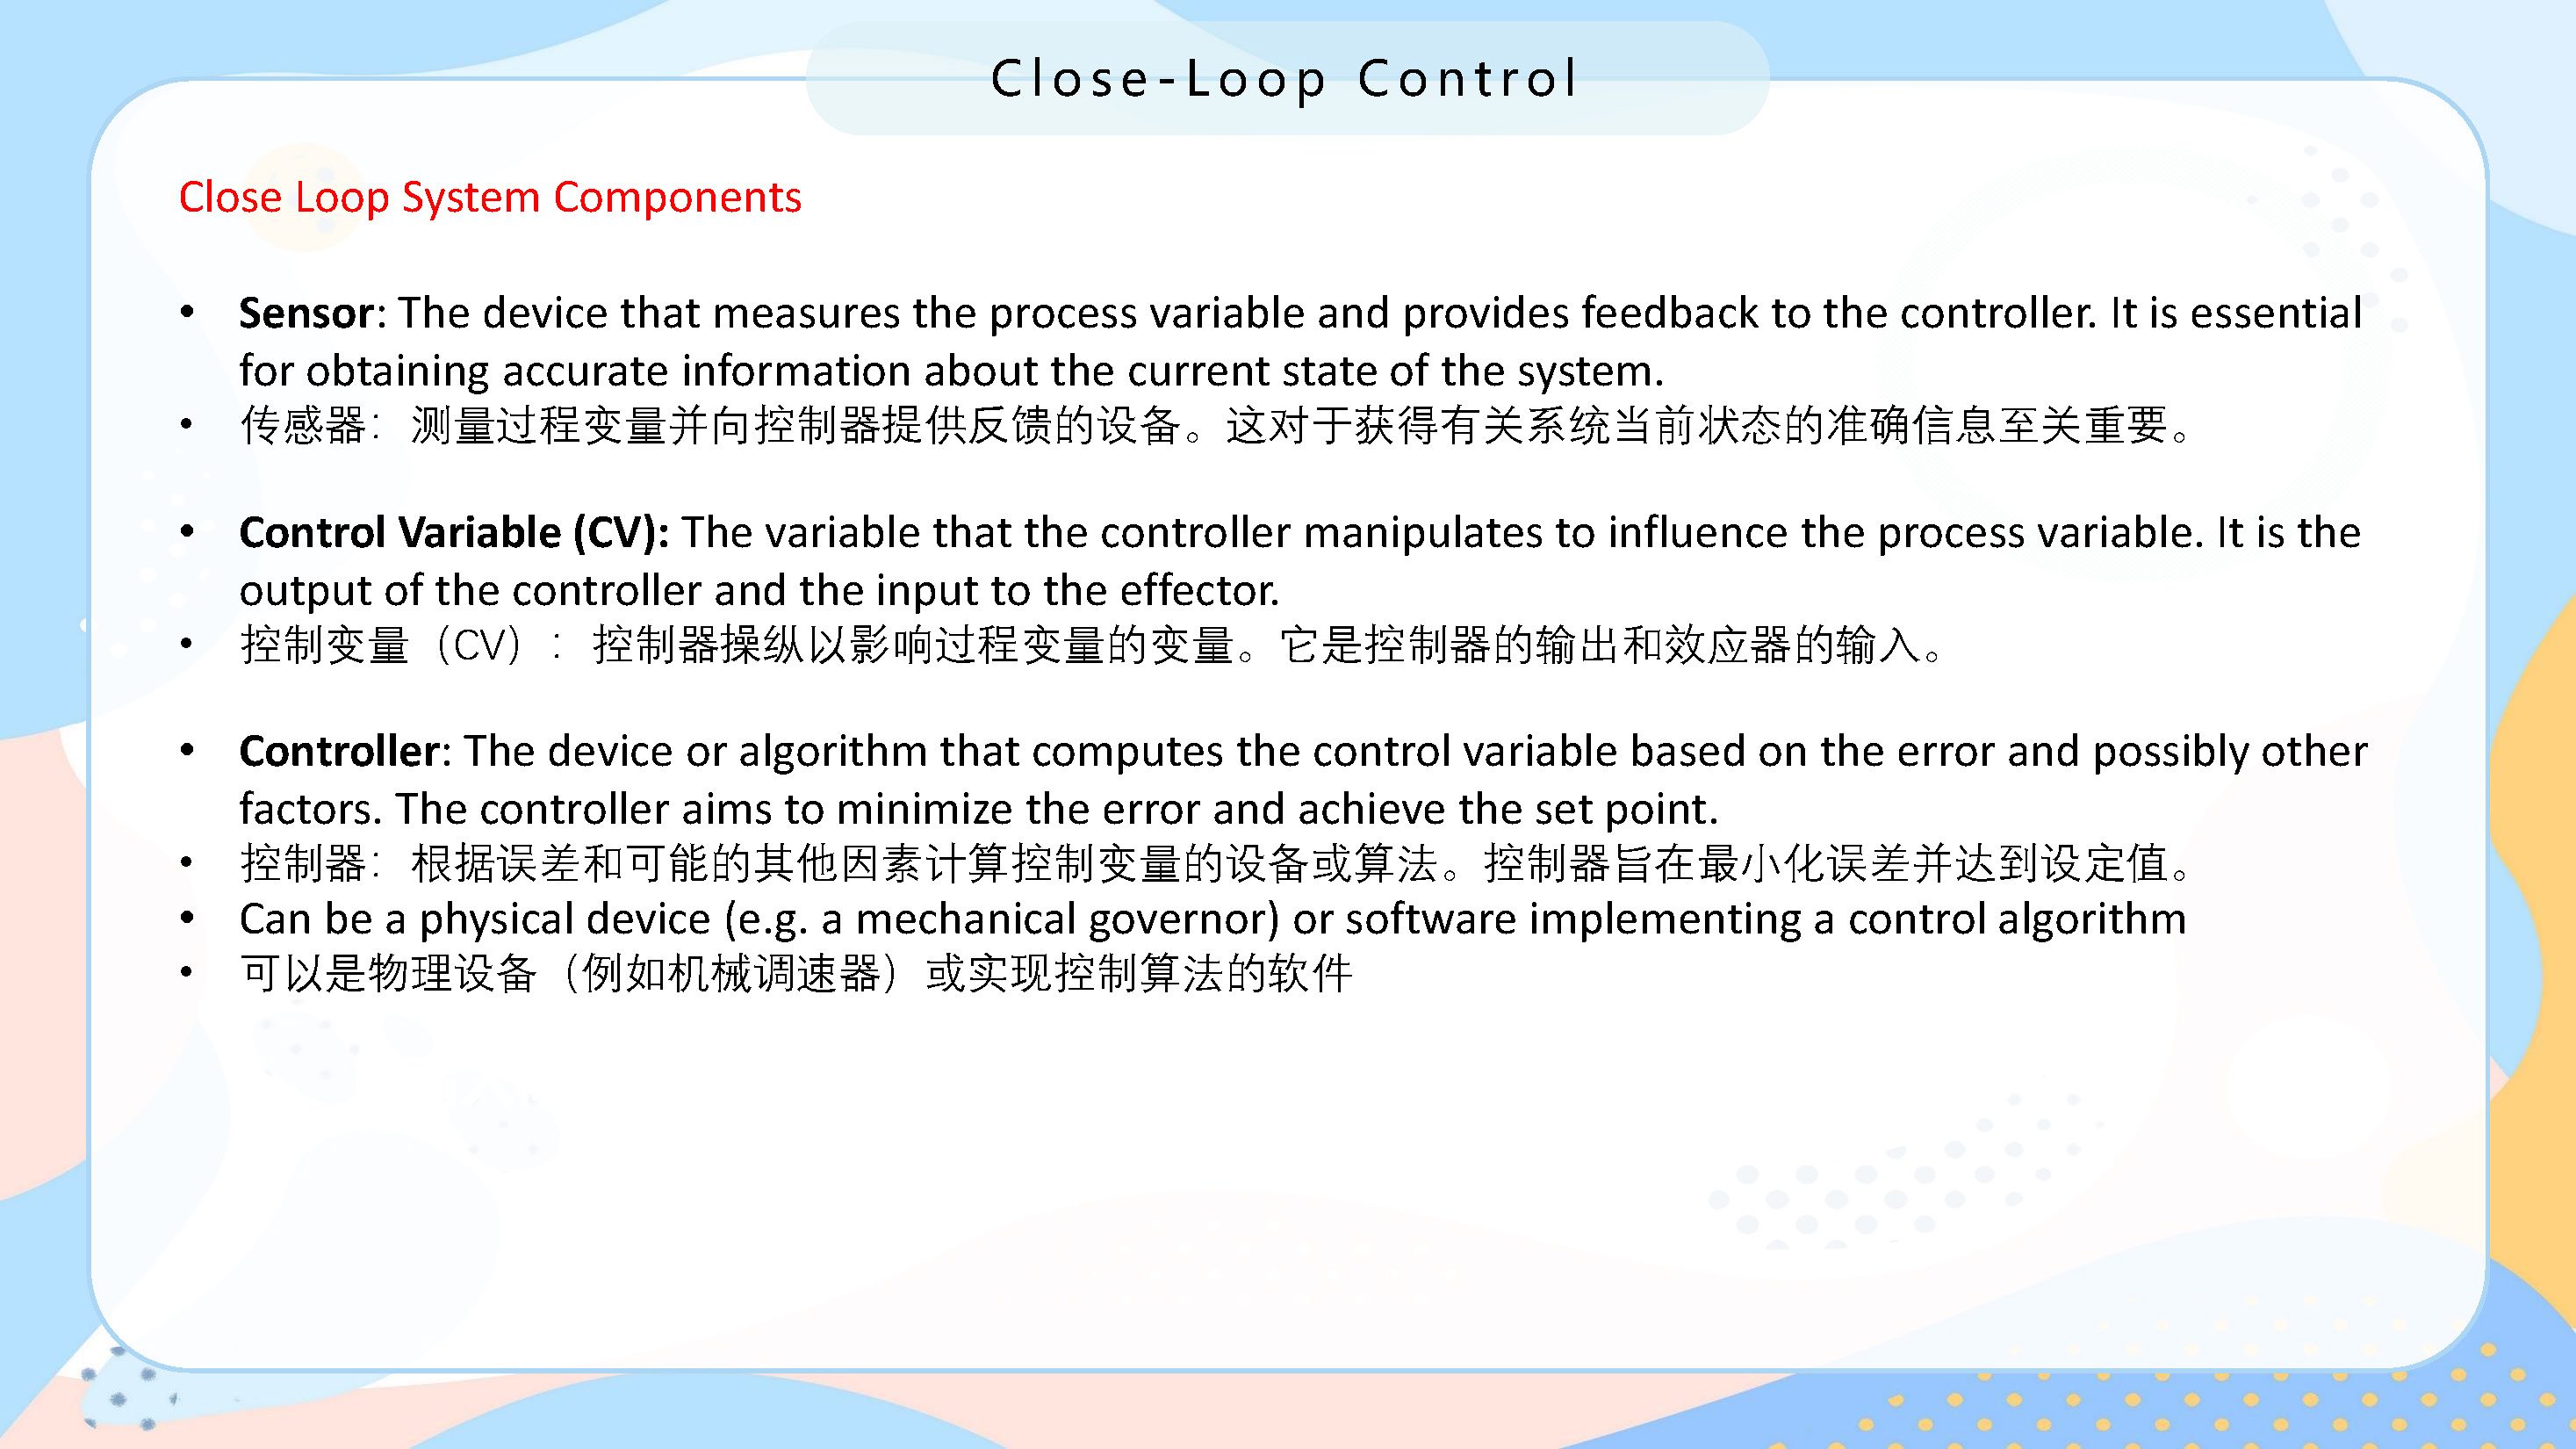 Close-Loop Control
Close Loop System Components
• Sensor: The device that measures the process variable and provides feedback to the controller. It is essential
for obtaining accurate information about the current state of the system.
• 传感器：测量过程变量并向控制器提供反馈的设备。这对于获得有关系统当前状态的准确信息至关重要。
• Control Variable (CV): The variable that the controller manipulates to influence the process variable. It is the
output of the controller and the input to the effector.
• 控制变量（CV）：控制器操纵以影响过程变量的变量。它是控制器的输出和效应器的输入。
• Controller: The device or algorithm that computes the control variable based on the error and possibly other
factors. The controller aims to minimize the error and achieve the set point.
• 控制器：根据误差和可能的其他因素计算控制变量的设备或算法。控制器旨在最小化误差并达到设定值。
• Can be a physical device (e.g. a mechanical governor) or software implementing a control algorithm
• 可以是物理设备（例如机械调速器）或实现控制算法的软件